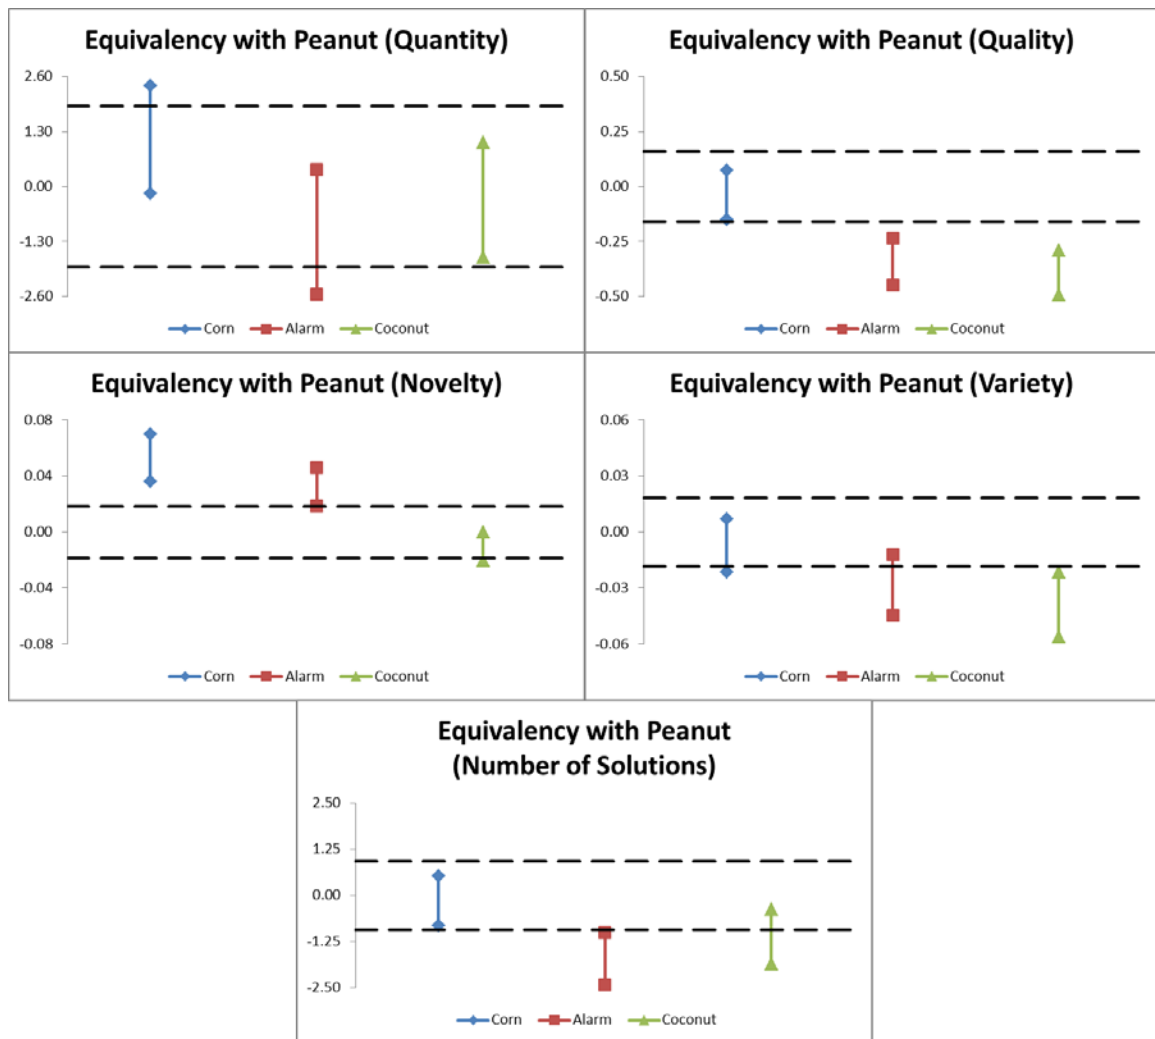 Equivalency with Peanut (Quantity)
2.60
1.30
0.00
-1.30
-2.60
Corn Alarm Coconut
Equivalency with Peanut (Quality)
0.50
0.25
0.00
-0.25
-0.50
Corn Alarm Coconut
Equivalency with Peanut (Novelty)
0.08
0.04
0.00
-0.04
-0.08
Corn Alarm Coconut
Equivalency with Peanut (Variety)
0.06
0.03
0.00
-0.03
-0.06
Corn Alarm Coconut
Equivalency with Peanut
(Number of Solutions)
2.50
1.25
0.00
-1.25
-2.50
Corn Alarm Coconut